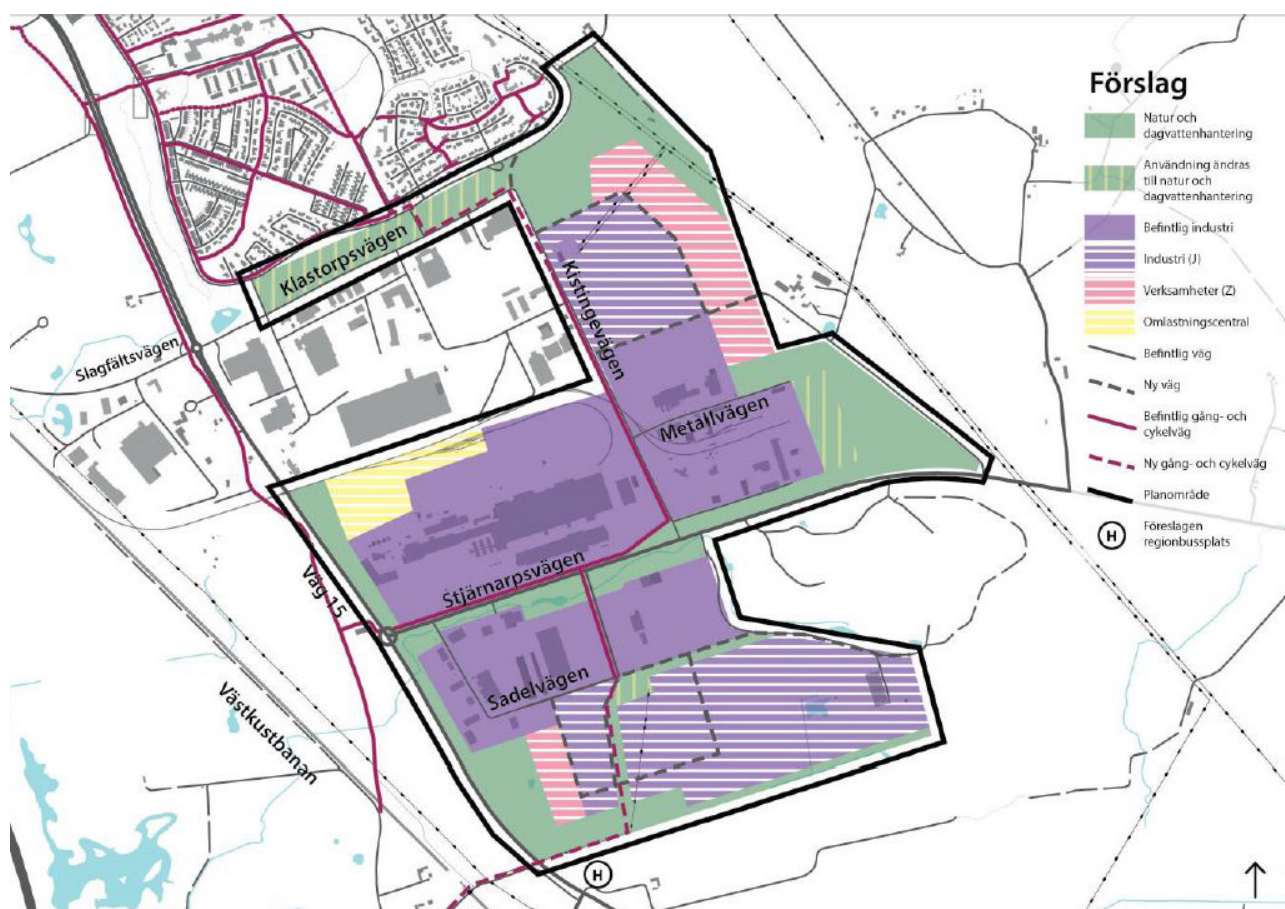 Förslag
Natur och
dagvattenhantering
Användning ändras
till natur och
dagvattenhantering
Befintlig industri
Industri (J)
Verksamheter (Z)
Omlastningscentral
Befintlig väg
Ny väg
Befintlig gång- och
cykelväg
Ny gång- och cykelväg
Planområde
H
Föreslagen
regionbussplats
Klastorpsvägen
Kistingevägen
Slagfältsvägen
Metallvägen
Stjärnarpsvägen
Väg 15
Sadelvägen
Västkustbanan
H